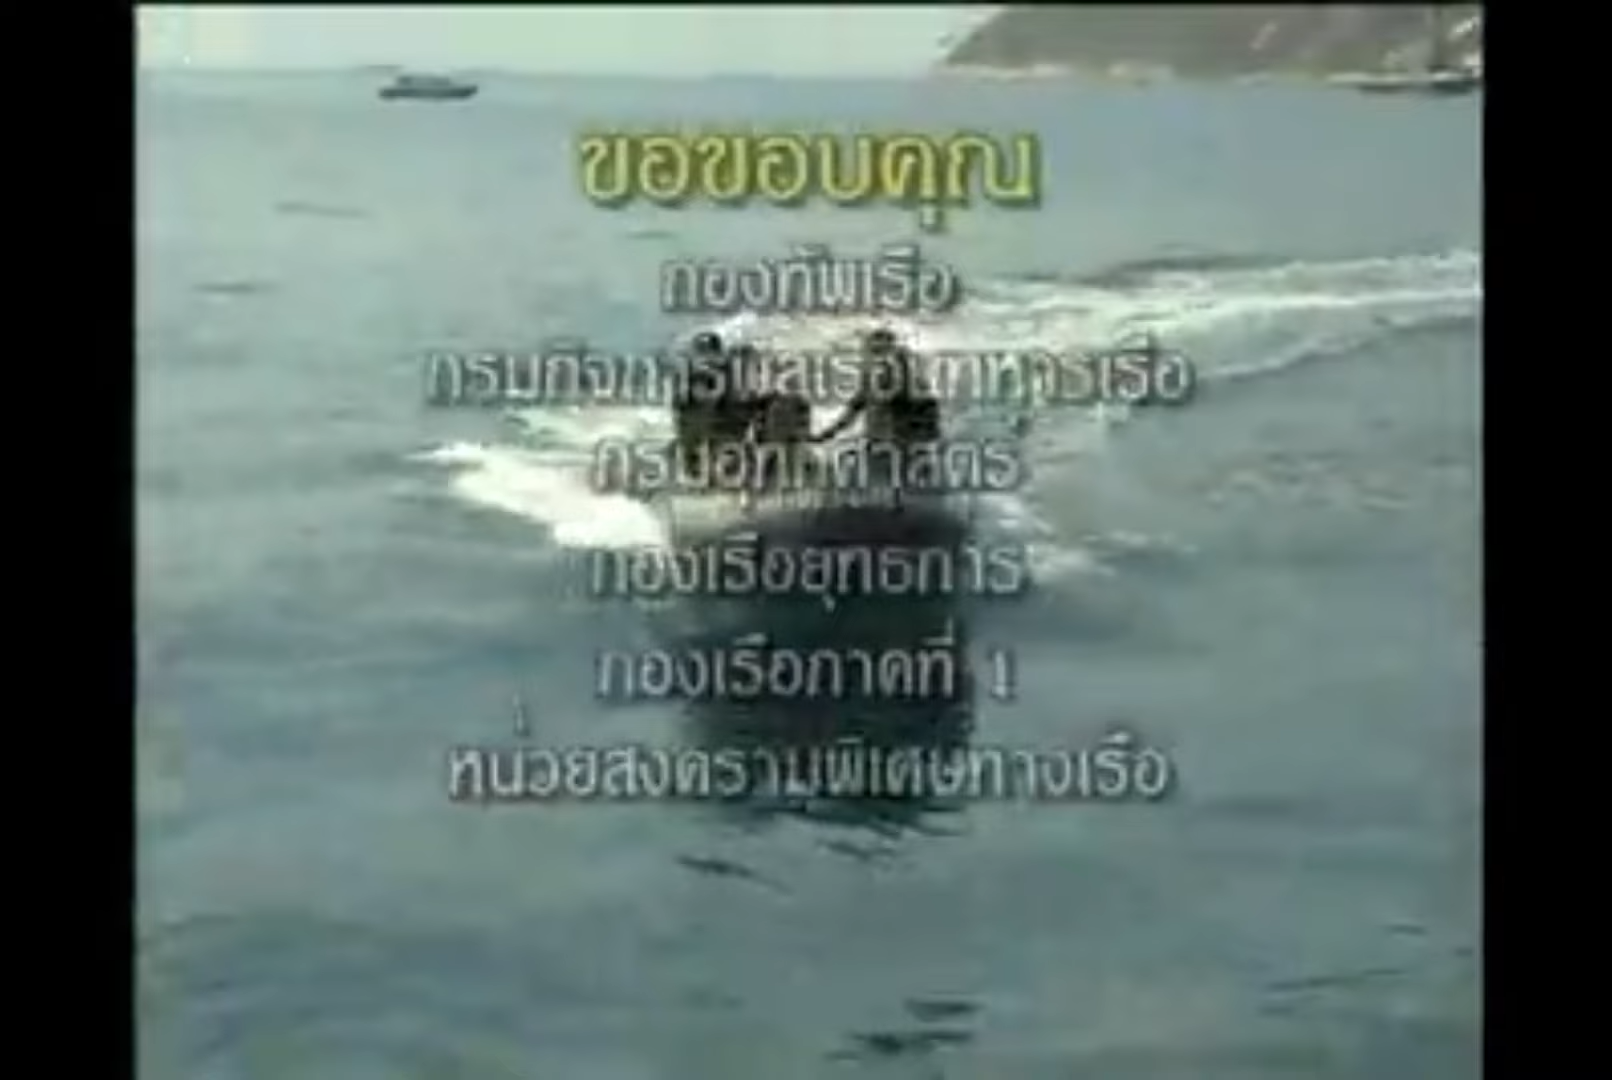 ขอขอบคุณ
กองทัพเรือ
กรมกิจการพลเรือนทหารเรือ
กรมอุทกศาสตร์
กองเรือยุทธการ
กองเรือภาคที่ 1
หน่วยสงครามพิเศษทางเรือ